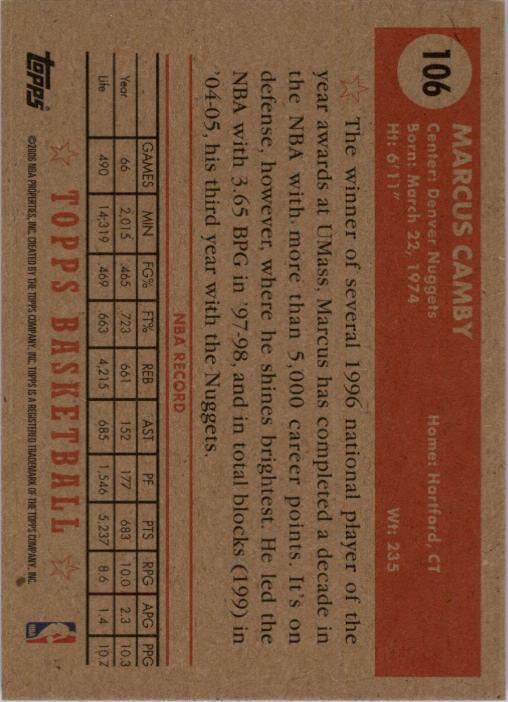 106
MARCUS CAMBY
Center: Denver Nuggets Home: Hartford, CT
Born: March 22, 1974
Ht: 6'11" Wt: 235
The winner of several 1996 national player of the
year awards at UMass, Marcus has completed a decade in
the NBA with more than 5,000 career points. It's on
defense, however, where he shines brightest. He led the
NBA with 3.65 BPG in '97-98, and in total blocks (199) in
'04-05, his third year with the Nuggets.
NBA RECORD
GAMES MIN FG% FT% REB AST PF PTS RPG APG PPG
Year 66 2,015 .465 .723 661 152 177 683 10.0 2.3 10.3
Life 490 14,319 .469 .663 4,215 685 1,546 5,237 8.6 1.4 10.7
TOPPS BASKETBALL
topps
©2006 NBA PROPERTIES, INC. CREATED BY THE TOPPS COMPANY, INC. TOPPS IS A REGISTERED TRADEMARK OF THE TOPPS COMPANY, INC.
NBA